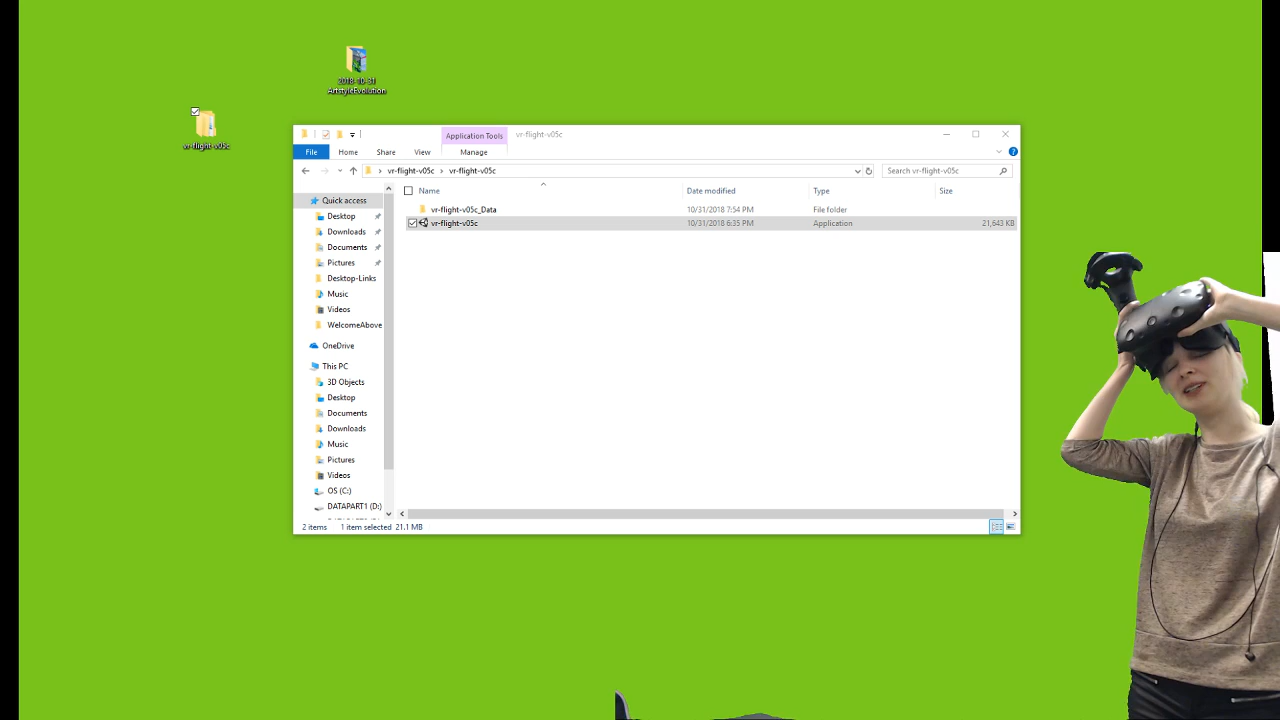 2018-10-31
ArtstyleEvolution
vr-flight-v05c
Application Tools
vr-flight-v05c
File
Home
Share
View
Manage
vr-flight-v05c > vr-flight-v05c
Search vr-flight-v05c
Name
Date modified
Type
Size
vr-flight-v05c_Data
10/31/2018 7:54 PM
File folder
vr-flight-v05c
10/31/2018 6:35 PM
Application
21,643 KB
Quick access
Desktop
Downloads
Documents
Pictures
Desktop-Links
Music
Videos
WelcomeAbove
OneDrive
This PC
3D Objects
Desktop
Documents
Downloads
Music
Pictures
Videos
OS (C:)
DATAPART1 (D:)
2 items
1 item selected 21.1 MB